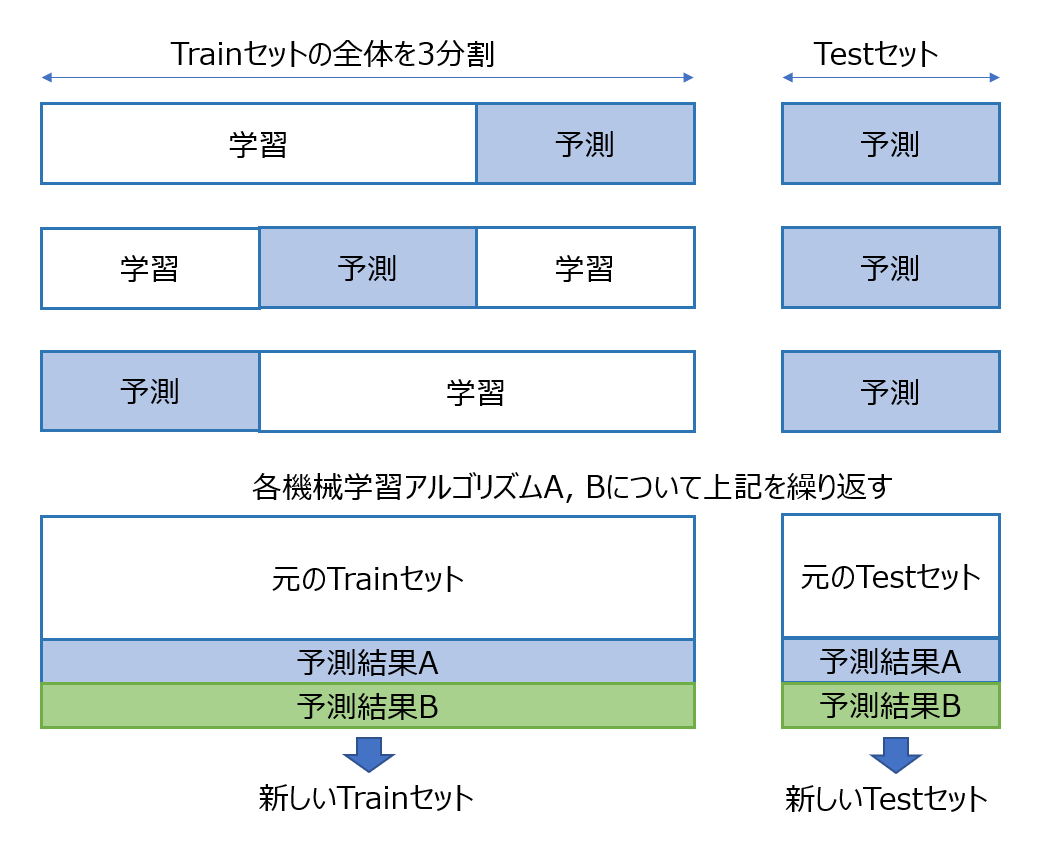 Trainセットの全体を3分割
Testセット
学習
予測
予測
学習
予測
学習
予測
予測
学習
予測
各機械学習アルゴリズムA, Bについて上記を繰り返す
元のTrainセット
元のTestセット
予測結果A
予測結果A
予測結果B
予測結果B
新しいTrainセット
新しいTestセット